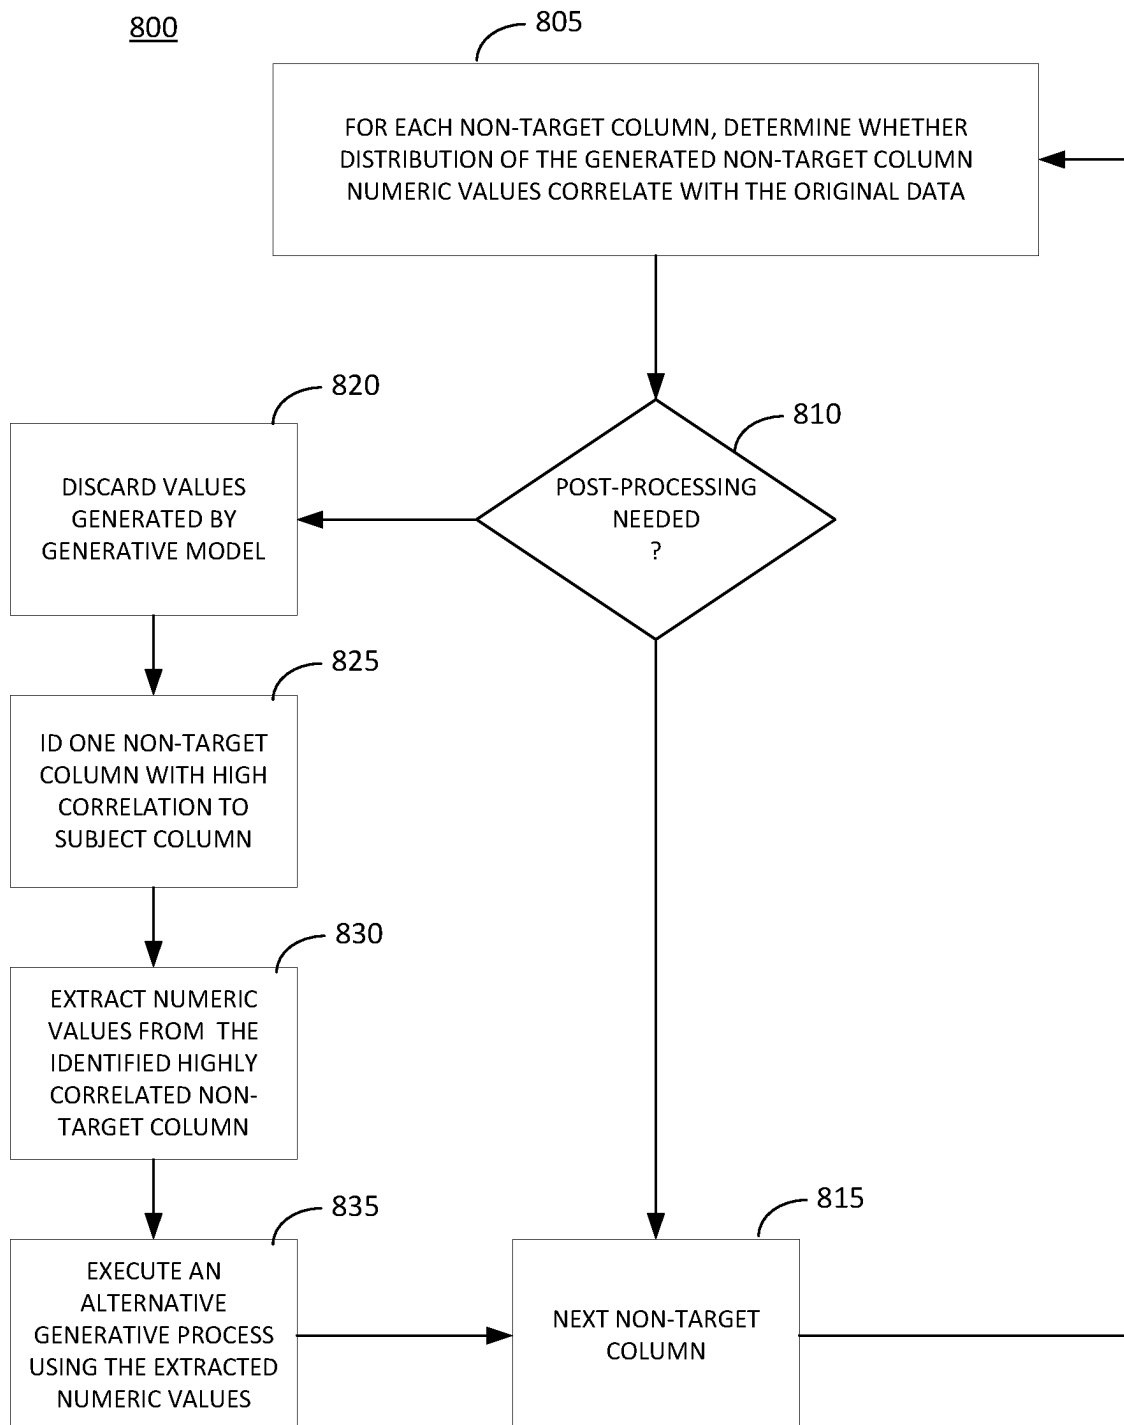 800
805
FOR EACH NON-TARGET COLUMN, DETERMINE WHETHER
DISTRIBUTION OF THE GENERATED NON-TARGET COLUMN
NUMERIC VALUES CORRELATE WITH THE ORIGINAL DATA
810
POST-PROCESSING
NEEDED
?
820
DISCARD VALUES
GENERATED BY
GENERATIVE MODEL
825
ID ONE NON-TARGET
COLUMN WITH HIGH
CORRELATION TO
SUBJECT COLUMN
830
EXTRACT NUMERIC
VALUES FROM THE
IDENTIFIED HIGHLY
CORRELATED NON-
TARGET COLUMN
835
EXECUTE AN
ALTERNATIVE
GENERATIVE PROCESS
USING THE EXTRACTED
NUMERIC VALUES
815
NEXT NON-TARGET
COLUMN